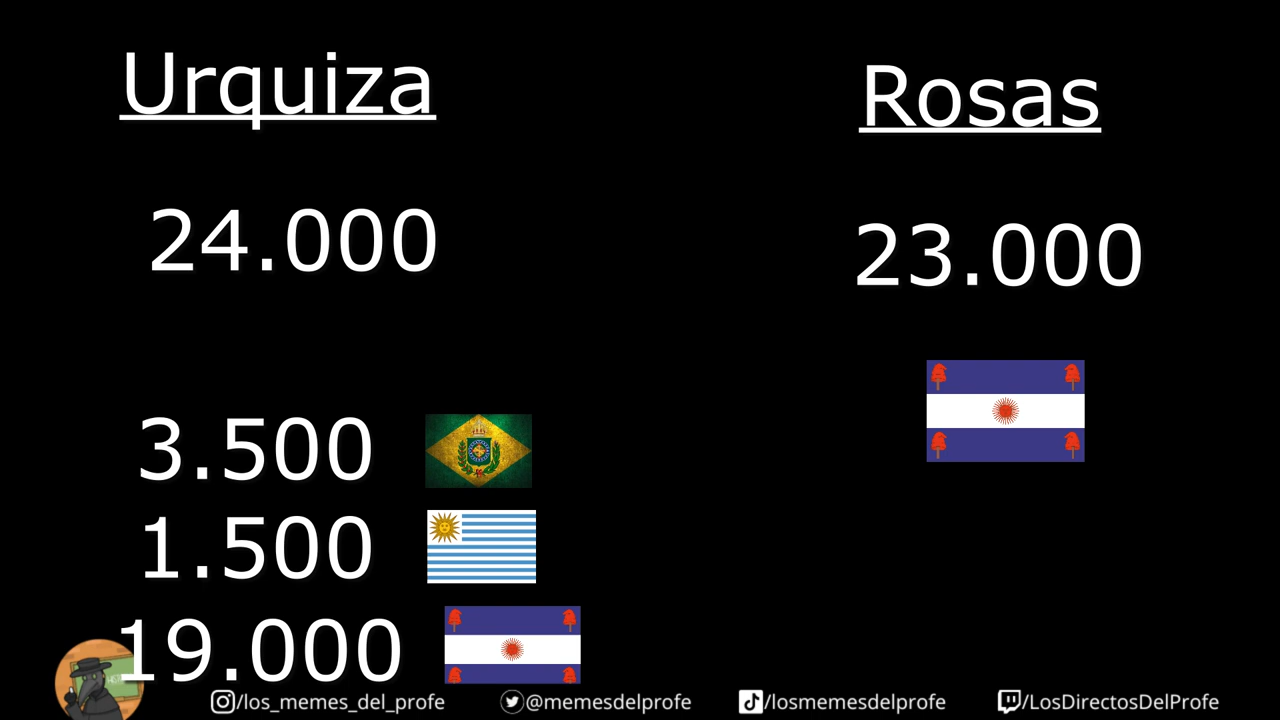 Urquiza
24.000
3.500
1.500
19.000
Rosas
23.000
/los_memes_del_profe
@memesdelprofe
/losmemesdelprofe
/LosDirectosDelProfe